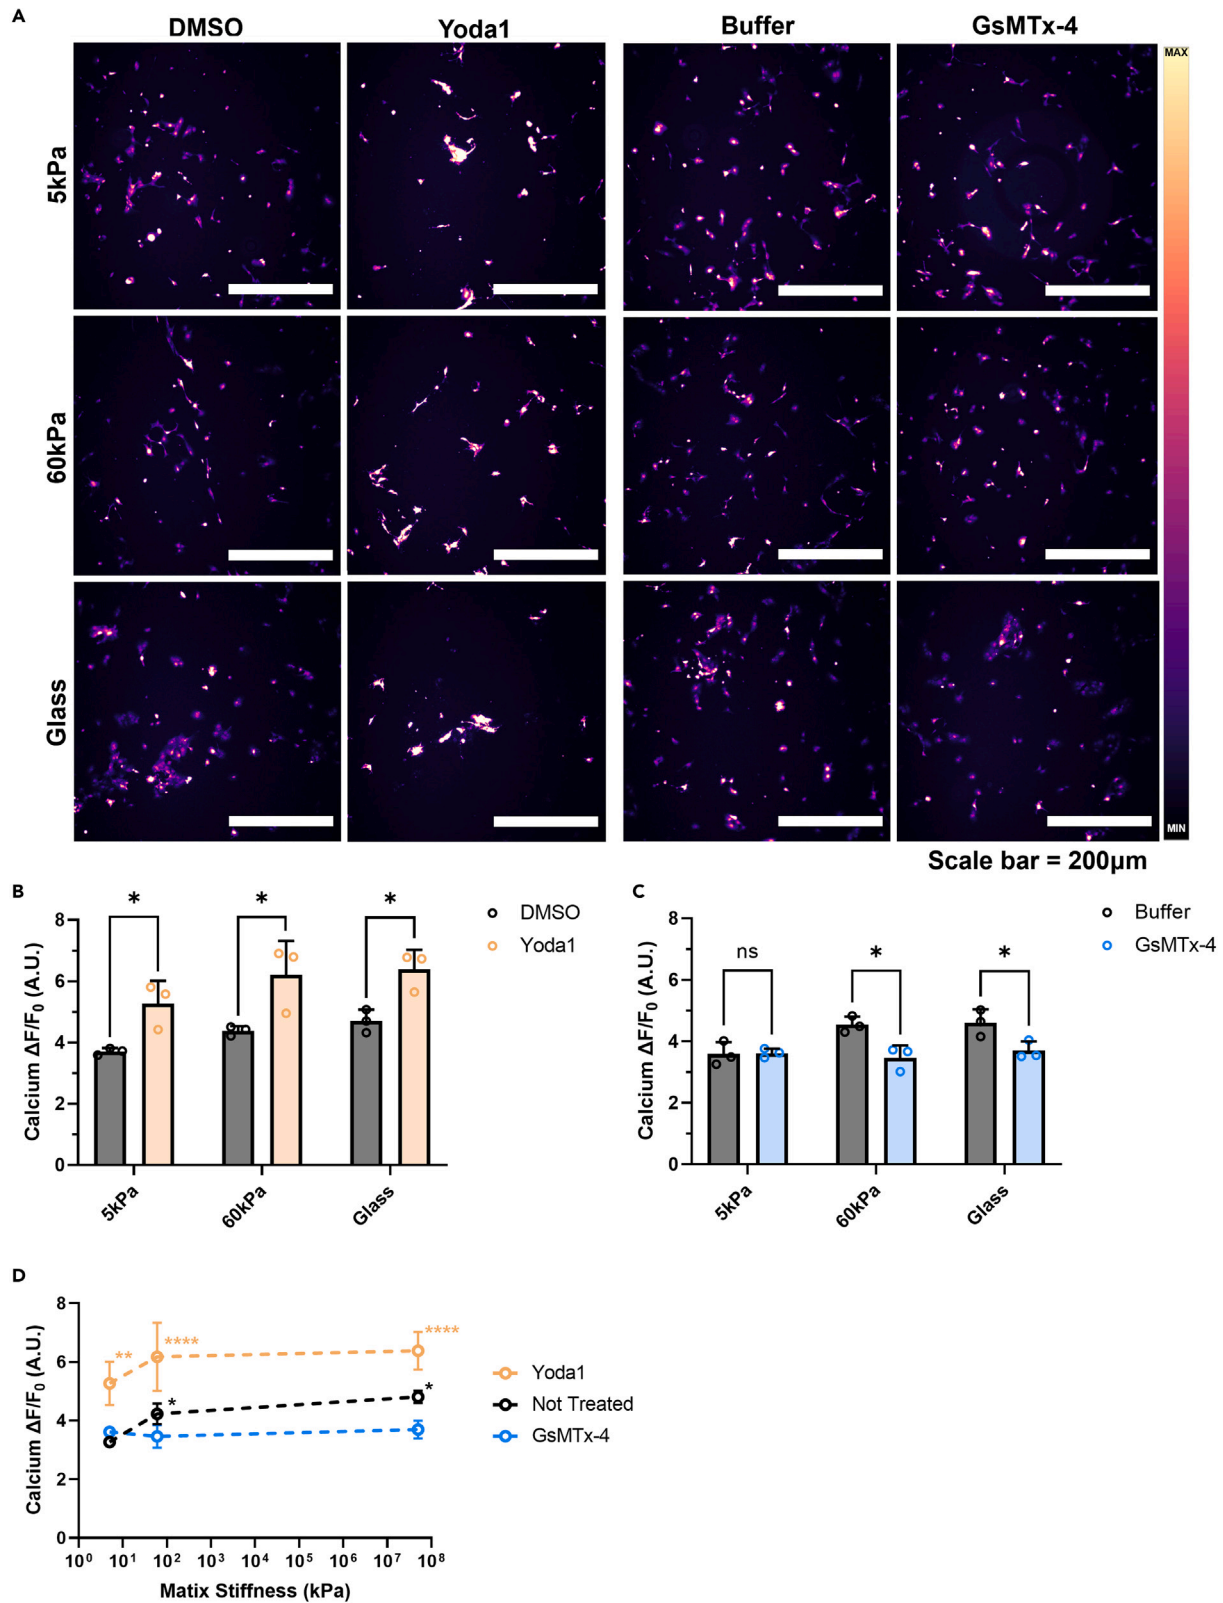 A
DMSO
Yoda1
Buffer
GsMTx-4
MAX
5kPa
60kPa
Glass
MIN
Scale bar = 200μm
B
*
*
*
DMSO
Yoda1
8
6
4
2
0
Calcium ΔF/F0 (A.U.)
5kPa
60kPa
Glass
C
ns
*
*
Buffer
GsMTx-4
8
6
4
2
0
Calcium ΔF/F0 (A.U.)
5kPa
60kPa
Glass
D
8
6
4
2
0
Calcium ΔF/F0 (A.U.)
**
****
****
*
*
Yoda1
Not Treated
GsMTx-4
10⁰ 10¹ 10² 10³ 10⁴ 10⁵ 10⁶ 10⁷ 10⁸
Matix Stiffness (kPa)